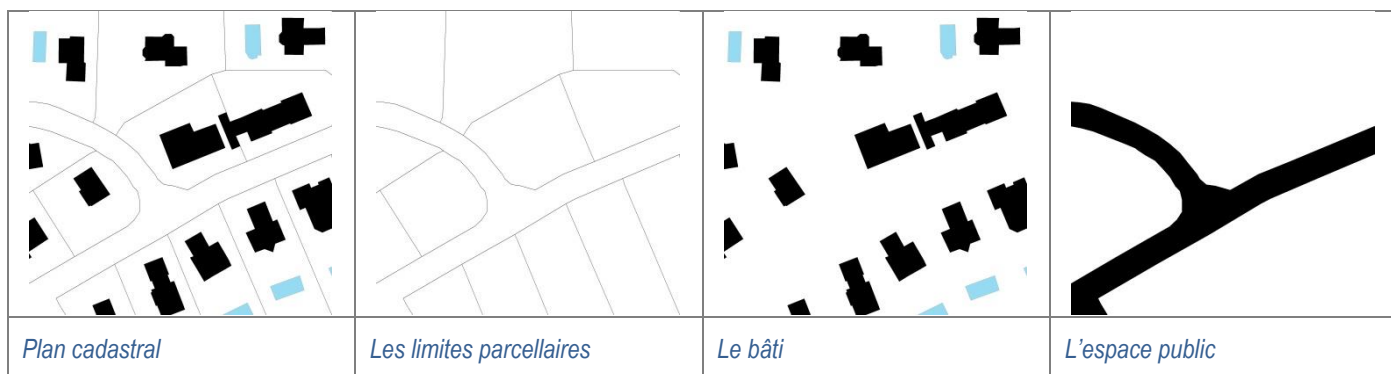 Plan cadastral
Les limites parcellaires
Le bâti
L'espace public